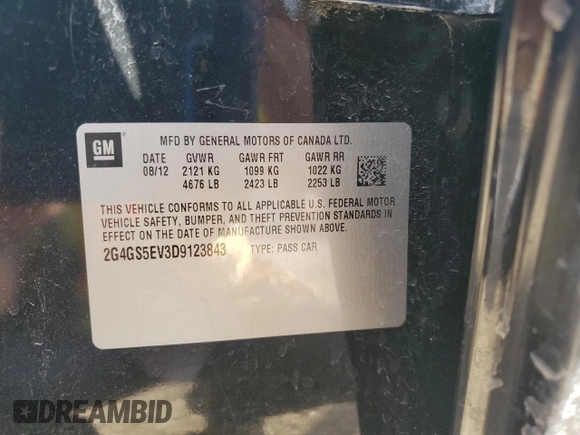 GM
MFD BY GENERAL MOTORS OF CANADA LTD.
DATE GVWR GAWR FRT GAWR RR
08/12 2121 KG 1099 KG 1022 KG
4676 LB 2423 LB 2253 LB
THIS VEHICLE CONFORMS TO ALL APPLICABLE U.S. FEDERAL MOTOR
VEHICLE SAFETY, BUMPER, AND THEFT PREVENTION STANDARDS IN
EFFECT ON THE DATE OF MANUFACTURE SHOWN ABOVE.
2G4GS5EV3D9123843 TYPE: PASS CAR
DREAMBID